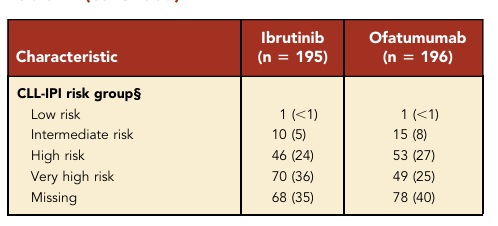 Characteristic Ibrutinib (n = 195) Ofatumumab (n = 196)
CLL-IPI risk group§
Low risk 1 (<1) 1 (<1)
Intermediate risk 10 (5) 15 (8)
High risk 46 (24) 53 (27)
Very high risk 70 (36) 49 (25)
Missing 68 (35) 78 (40)